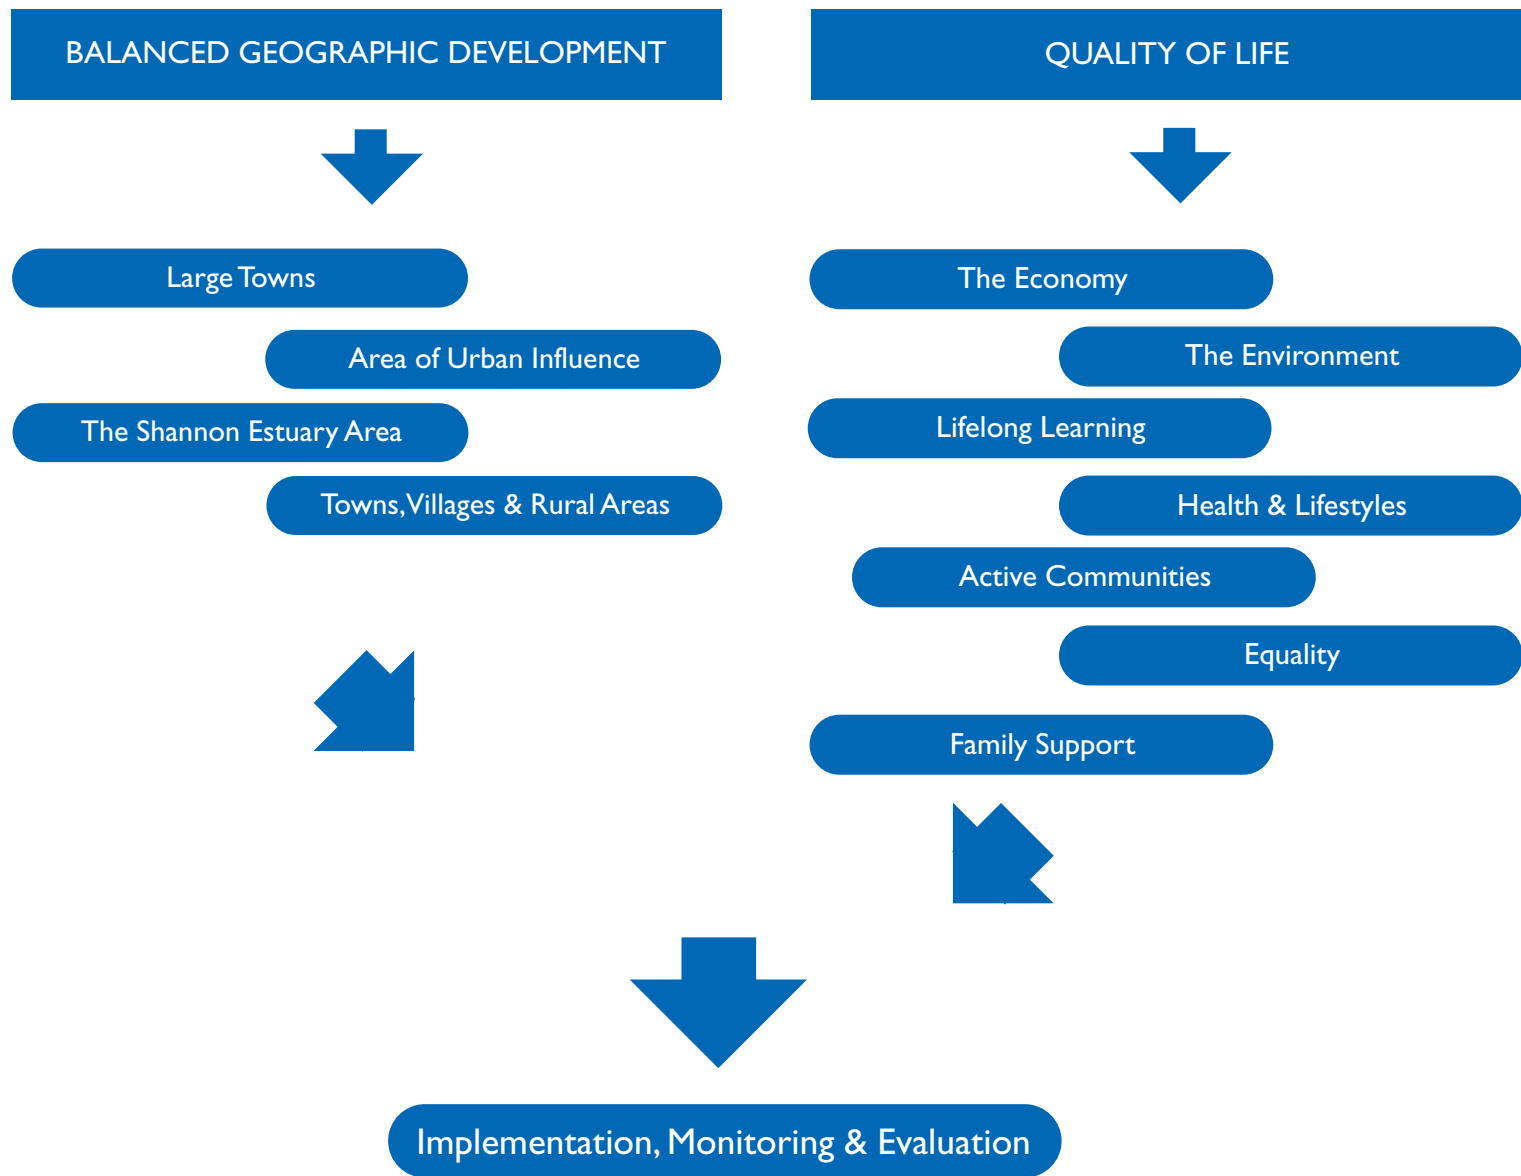 BALANCED GEOGRAPHIC DEVELOPMENT
Large Towns
Area of Urban Influence
The Shannon Estuary Area
Towns, Villages & Rural Areas
QUALITY OF LIFE
The Economy
The Environment
Lifelong Learning
Health & Lifestyles
Active Communities
Equality
Family Support
Implementation, Monitoring & Evaluation